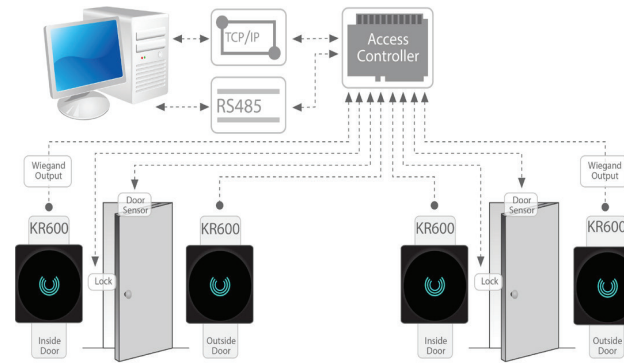 TCP/IP
Access
Controller
RS485
Wiegand
Output
Wiegand
Output
Door
Sensor
Door
Sensor
KR600
KR600
KR600
KR600
Lock
Lock
Inside
Door
Outside
Door
Inside
Door
Outside
Door